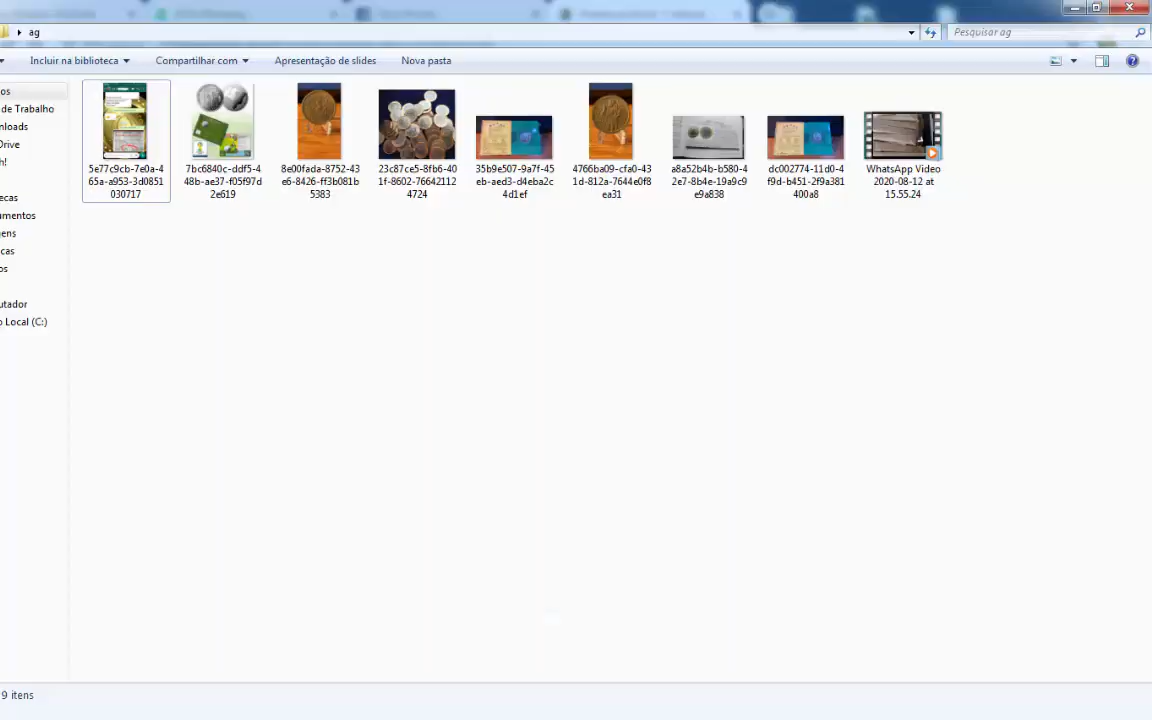 ag
Pesquisar ag
Incluir na biblioteca
Compartilhar com
Apresentação de slides
Nova pasta
os
de Trabalho
nloads
Drive
h!
ecas
umentos
ens
cas
os
utador
o Local (C:)
5e77c9cb-7e0a-4
65a-a953-3d0851
030717
7bc6840c-ddf5-4
48b-ae37-f05f97d
2e619
8e00fada-8752-43
e6-8426-ff3b081b
5383
23c87ce5-8fb6-40
1f-8602-76642112
4724
35b9e507-9a7f-45
eb-aed3-d4eba2c
4d1ef
4766ba09-cfa0-43
1d-812a-7644e0f8
ea31
a8a52b4b-b580-4
2e7-8b4e-19a9c9
e9a838
dc002774-11d0-4
f9d-b451-2f9a381
400a8
WhatsApp Video
2020-08-12 at
15.55.24
9 itens